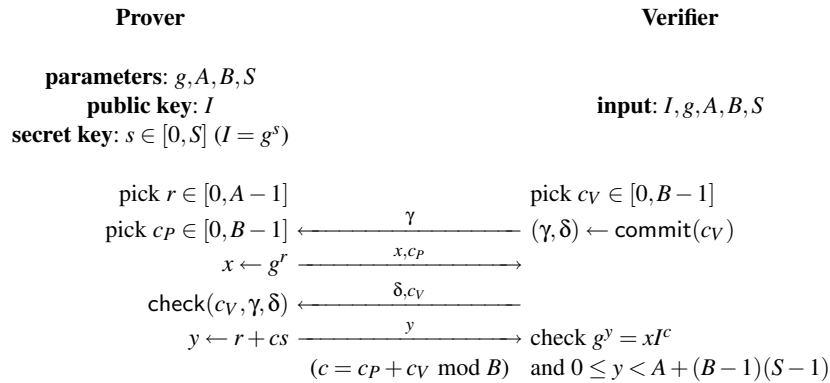 Prover Verifier
parameters: g,A,B,S
public key: I input: I,g,A,B,S
secret key: s ∈ [0,S] (I = g^s)
pick r ∈ [0,A−1] pick c_V ∈ [0,B−1]
pick c_P ∈ [0,B−1] γ (γ,δ) ← commit(c_V)
x ← g^r x,c_P
check(c_V,γ,δ) δ,c_V
y ← r+cs y check g^y = xI^c
(c = c_P + c_V mod B) and 0 ≤ y < A+(B−1)(S−1)